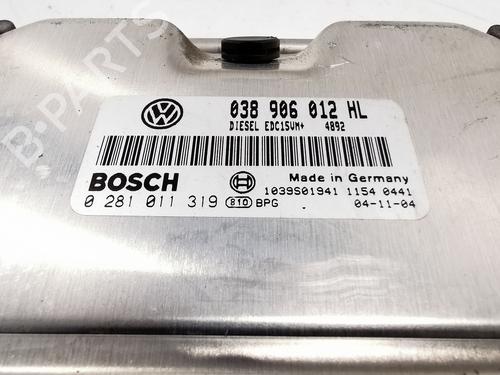 B-PARTS
038 906 012 HL
DIESEL EDC15VM+ 4892
BOSCH
Made in Germany
1039S01941 1154 0441
0 281 011 319 810 BPG 04-11-04